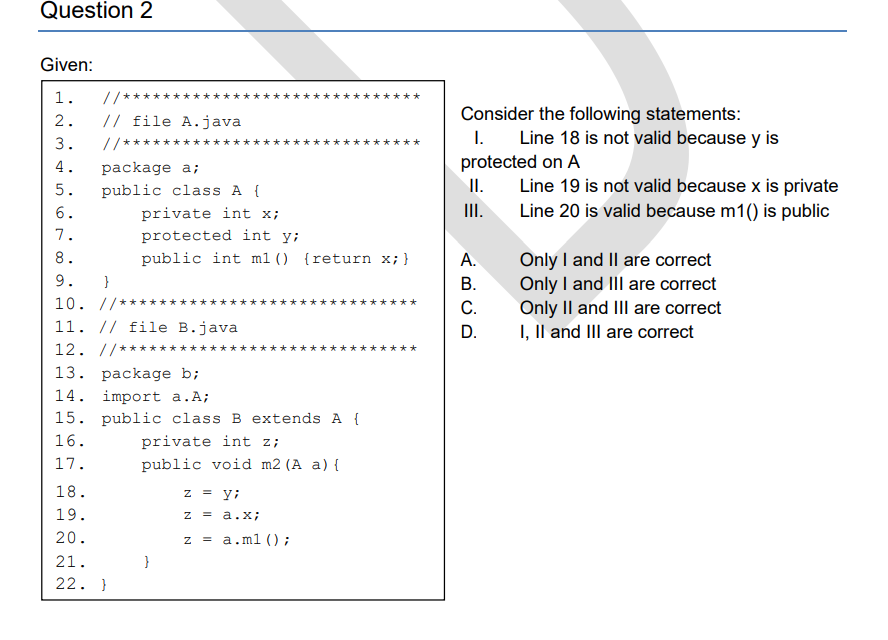 Question 2
Given:
1. //******************************
2. // file A.java
3. //******************************
4. package a;
5. public class A {
6. private int x;
7. protected int y;
8. public int m1() {return x;}
9. }
10. //******************************
11. // file B.java
12. //******************************
13. package b;
14. import a.A;
15. public class B extends A {
16. private int z;
17. public void m2(A a){
18. z = y;
19. z = a.x;
20. z = a.m1();
21. }
22. }
Consider the following statements:
I. Line 18 is not valid because y is
protected on A
II. Line 19 is not valid because x is private
III. Line 20 is valid because m1() is public
A. Only I and II are correct
B. Only I and III are correct
C. Only II and III are correct
D. I, II and III are correct